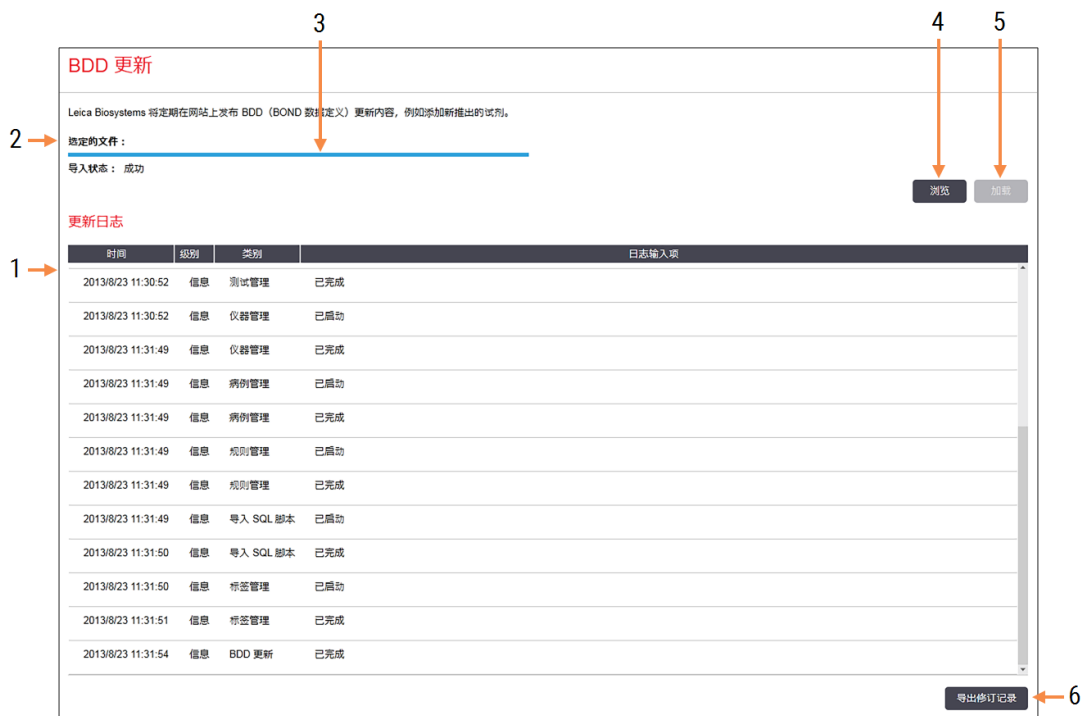 3
4
5
BDD 更新
Leica Biosystems 将定期在网站上发布 BDD（BOND 数据定义）更新内容，例如添加新推出的试剂。
2
选定的文件：
导入状态： 成功
浏览 加载
更新日志
时间 级别 类别 日志输入项
1
2013/8/23 11:30:52 信息 测试管理 已完成
2013/8/23 11:30:52 信息 仪器管理 已启动
2013/8/23 11:31:49 信息 仪器管理 已完成
2013/8/23 11:31:49 信息 病例管理 已启动
2013/8/23 11:31:49 信息 病例管理 已完成
2013/8/23 11:31:49 信息 规则管理 已启动
2013/8/23 11:31:49 信息 规则管理 已完成
2013/8/23 11:31:49 信息 导入 SQL 脚本 已启动
2013/8/23 11:31:50 信息 导入 SQL 脚本 已完成
2013/8/23 11:31:50 信息 标签管理 已启动
2013/8/23 11:31:51 信息 标签管理 已完成
2013/8/23 11:31:54 信息 BDD 更新 已完成
导出修订记录
6